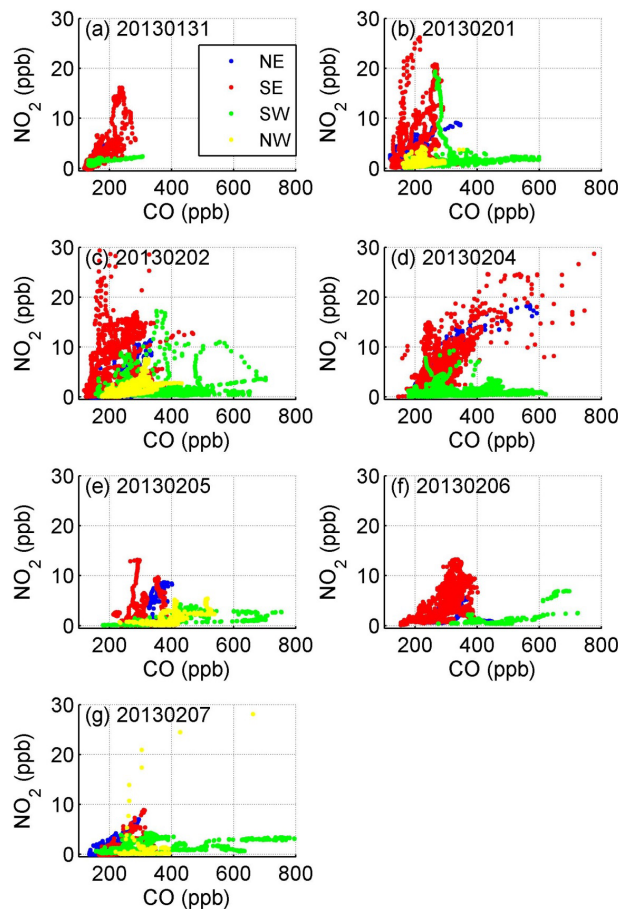 (a) 20130131
NO2 (ppb)
30
20
10
0
200 400 600 800
CO (ppb)
NE
SE
SW
NW
(b) 20130201
NO2 (ppb)
30
20
10
0
200 400 600 800
CO (ppb)
(c) 20130202
NO2 (ppb)
30
20
10
0
200 400 600 800
CO (ppb)
(d) 20130204
NO2 (ppb)
30
20
10
0
200 400 600 800
CO (ppb)
(e) 20130205
NO2 (ppb)
30
20
10
0
200 400 600 800
CO (ppb)
(f) 20130206
NO2 (ppb)
30
20
10
0
200 400 600 800
CO (ppb)
(g) 20130207
NO2 (ppb)
30
20
10
0
200 400 600 800
CO (ppb)